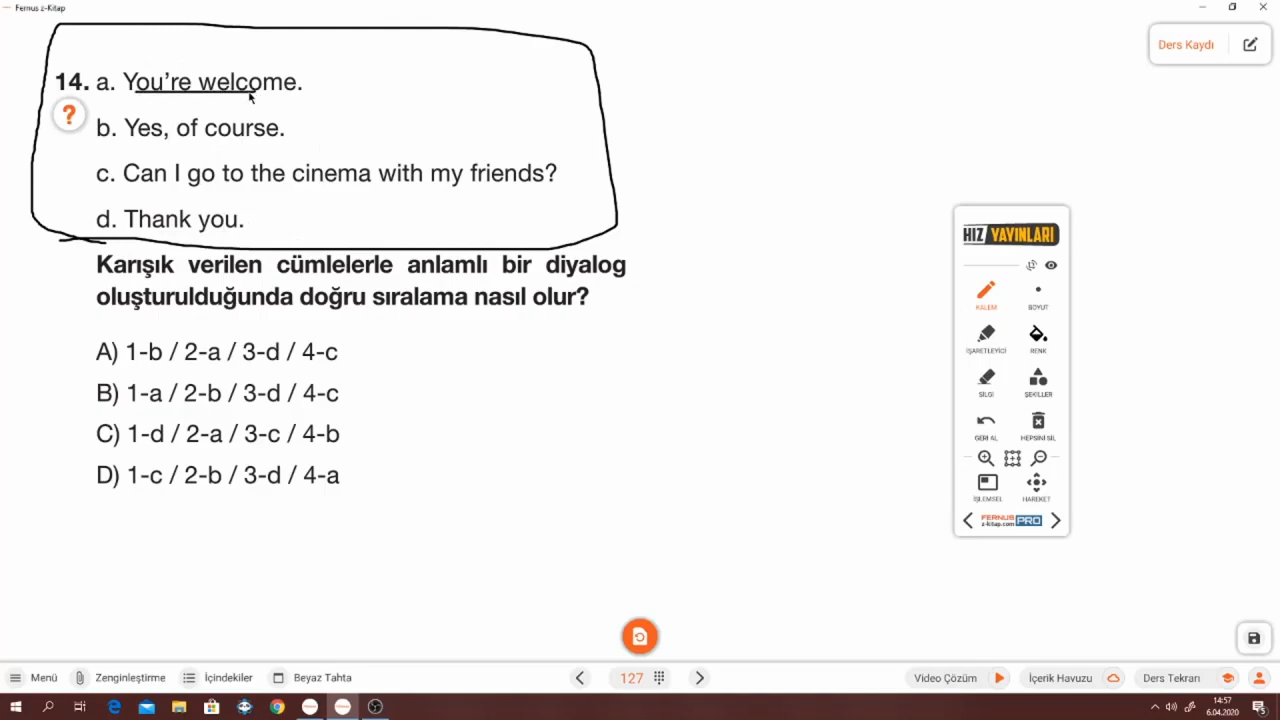 Fernus z-Kitap
Ders Kaydı
14. a. You're welcome.
?
b. Yes, of course.
c. Can I go to the cinema with my friends?
d. Thank you.
Karışık verilen cümlelerle anlamlı bir diyalog
oluşturulduğunda doğru sıralama nasıl olur?
A) 1-b / 2-a / 3-d / 4-c
B) 1-a / 2-b / 3-d / 4-c
C) 1-d / 2-a / 3-c / 4-b
D) 1-c / 2-b / 3-d / 4-a
HIZ YAYINLARI
KALEM BOYUT
İŞARETLEYİCİ RENK
SİLGİ ŞEKİLLER
GERİ AL HEPSİNİ SİL
İŞLEMSEL HAREKET
FERNUS PRO
z-kitap.com
Menü Zenginleştirme İçindekiler Beyaz Tahta 127 Video Çözüm İçerik Havuzu Ders Tekrarı
14:57
6.04.2020
5